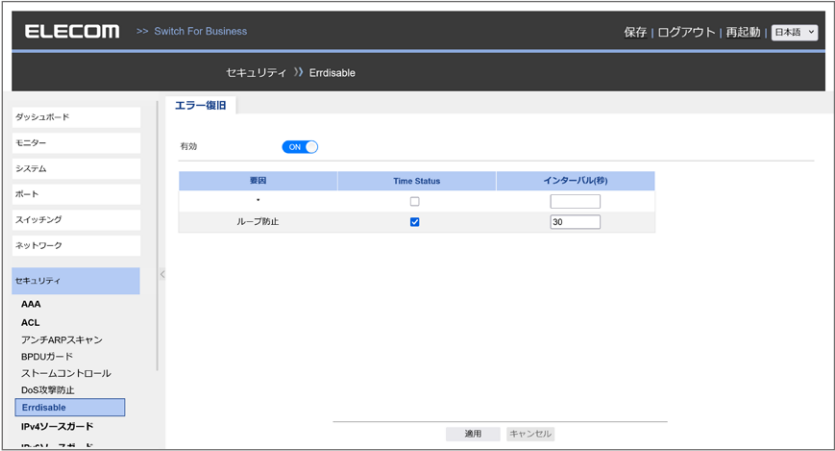 ELECOM >> Switch For Business 保存 | ログアウト | 再起動 | 日本語
セキュリティ 》 Errdisable
エラー復旧
ダッシュボード
モニター
システム
ポート
スイッチング
ネットワーク
セキュリティ
AAA
ACL
アンチARPスキャン
BPDUガード
ストームコントロール
DoS攻撃防止
Errdisable
IPv4ソースガード
有効 ON
要因 Time Status インターバル(秒)
*
ループ防止 30
適用 キャンセル